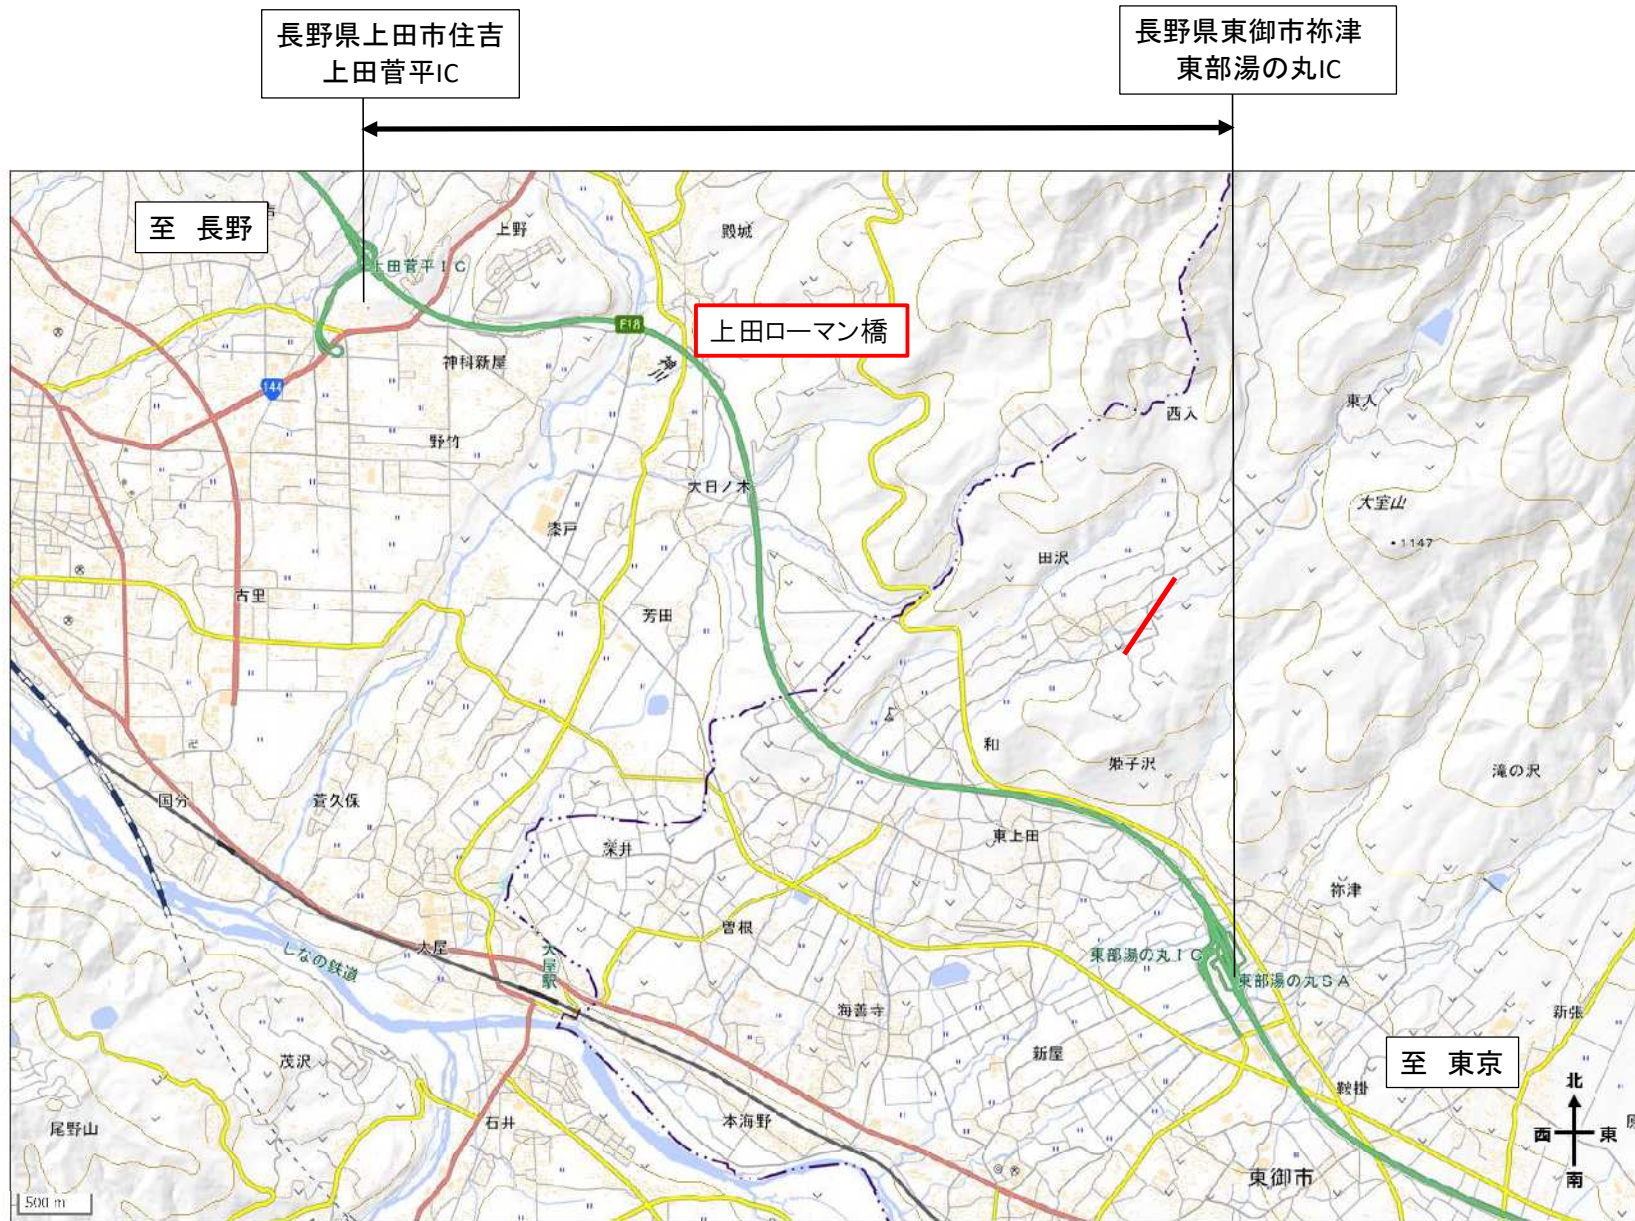 長野県上田市住吉
上田菅平IC
長野県東御市祢津
東部湯の丸IC
至 長野
上野
殿城
上田菅平IC
E18
上田ローマン橋
神科新屋
神川
144
西入
東入
野竹
大日ノ木
大室山
漆戸
田沢
1147
古里
芳田
和
姫子沢
滝の沢
国分
菅久保
東上田
深井
祢津
曽根
大屋
大屋駅
しなの鉄道
東部湯の丸IC
東部湯の丸SA
海善寺
新張
新屋
茂沢
至 東京
北
鞍掛
石井
本海野
尾野山
西
東
原
東御市
南
500 m